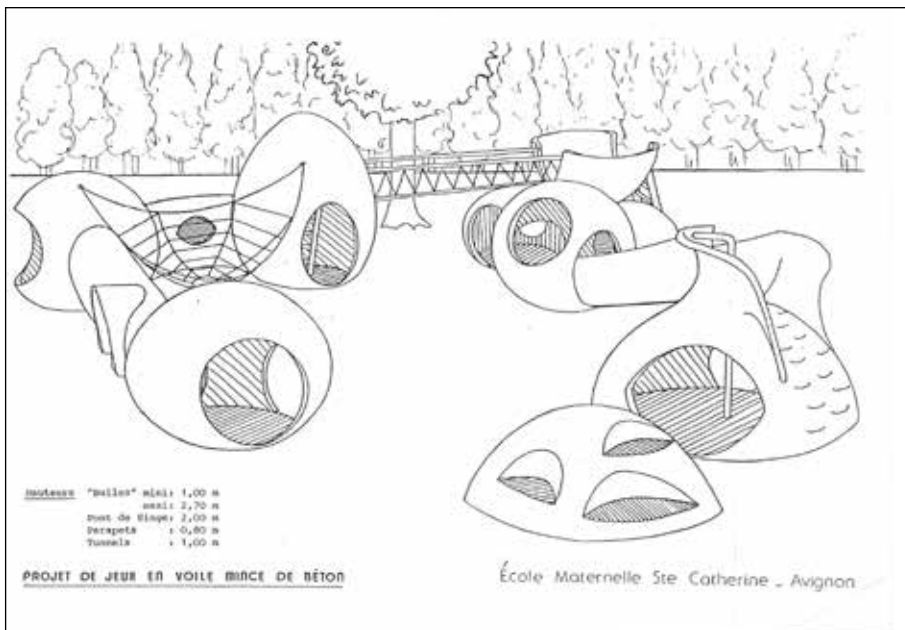 Hauteurs "Bulles" mini: 1,00 m
maxi: 2,70 m
Pont de Singe: 2,00 m
Parapets : 0,80 m
Tunnels : 1,00 m
PROJET DE JEUX EN VOILE MINCE DE BÉTON
École Maternelle Ste Catherine _ Avignon